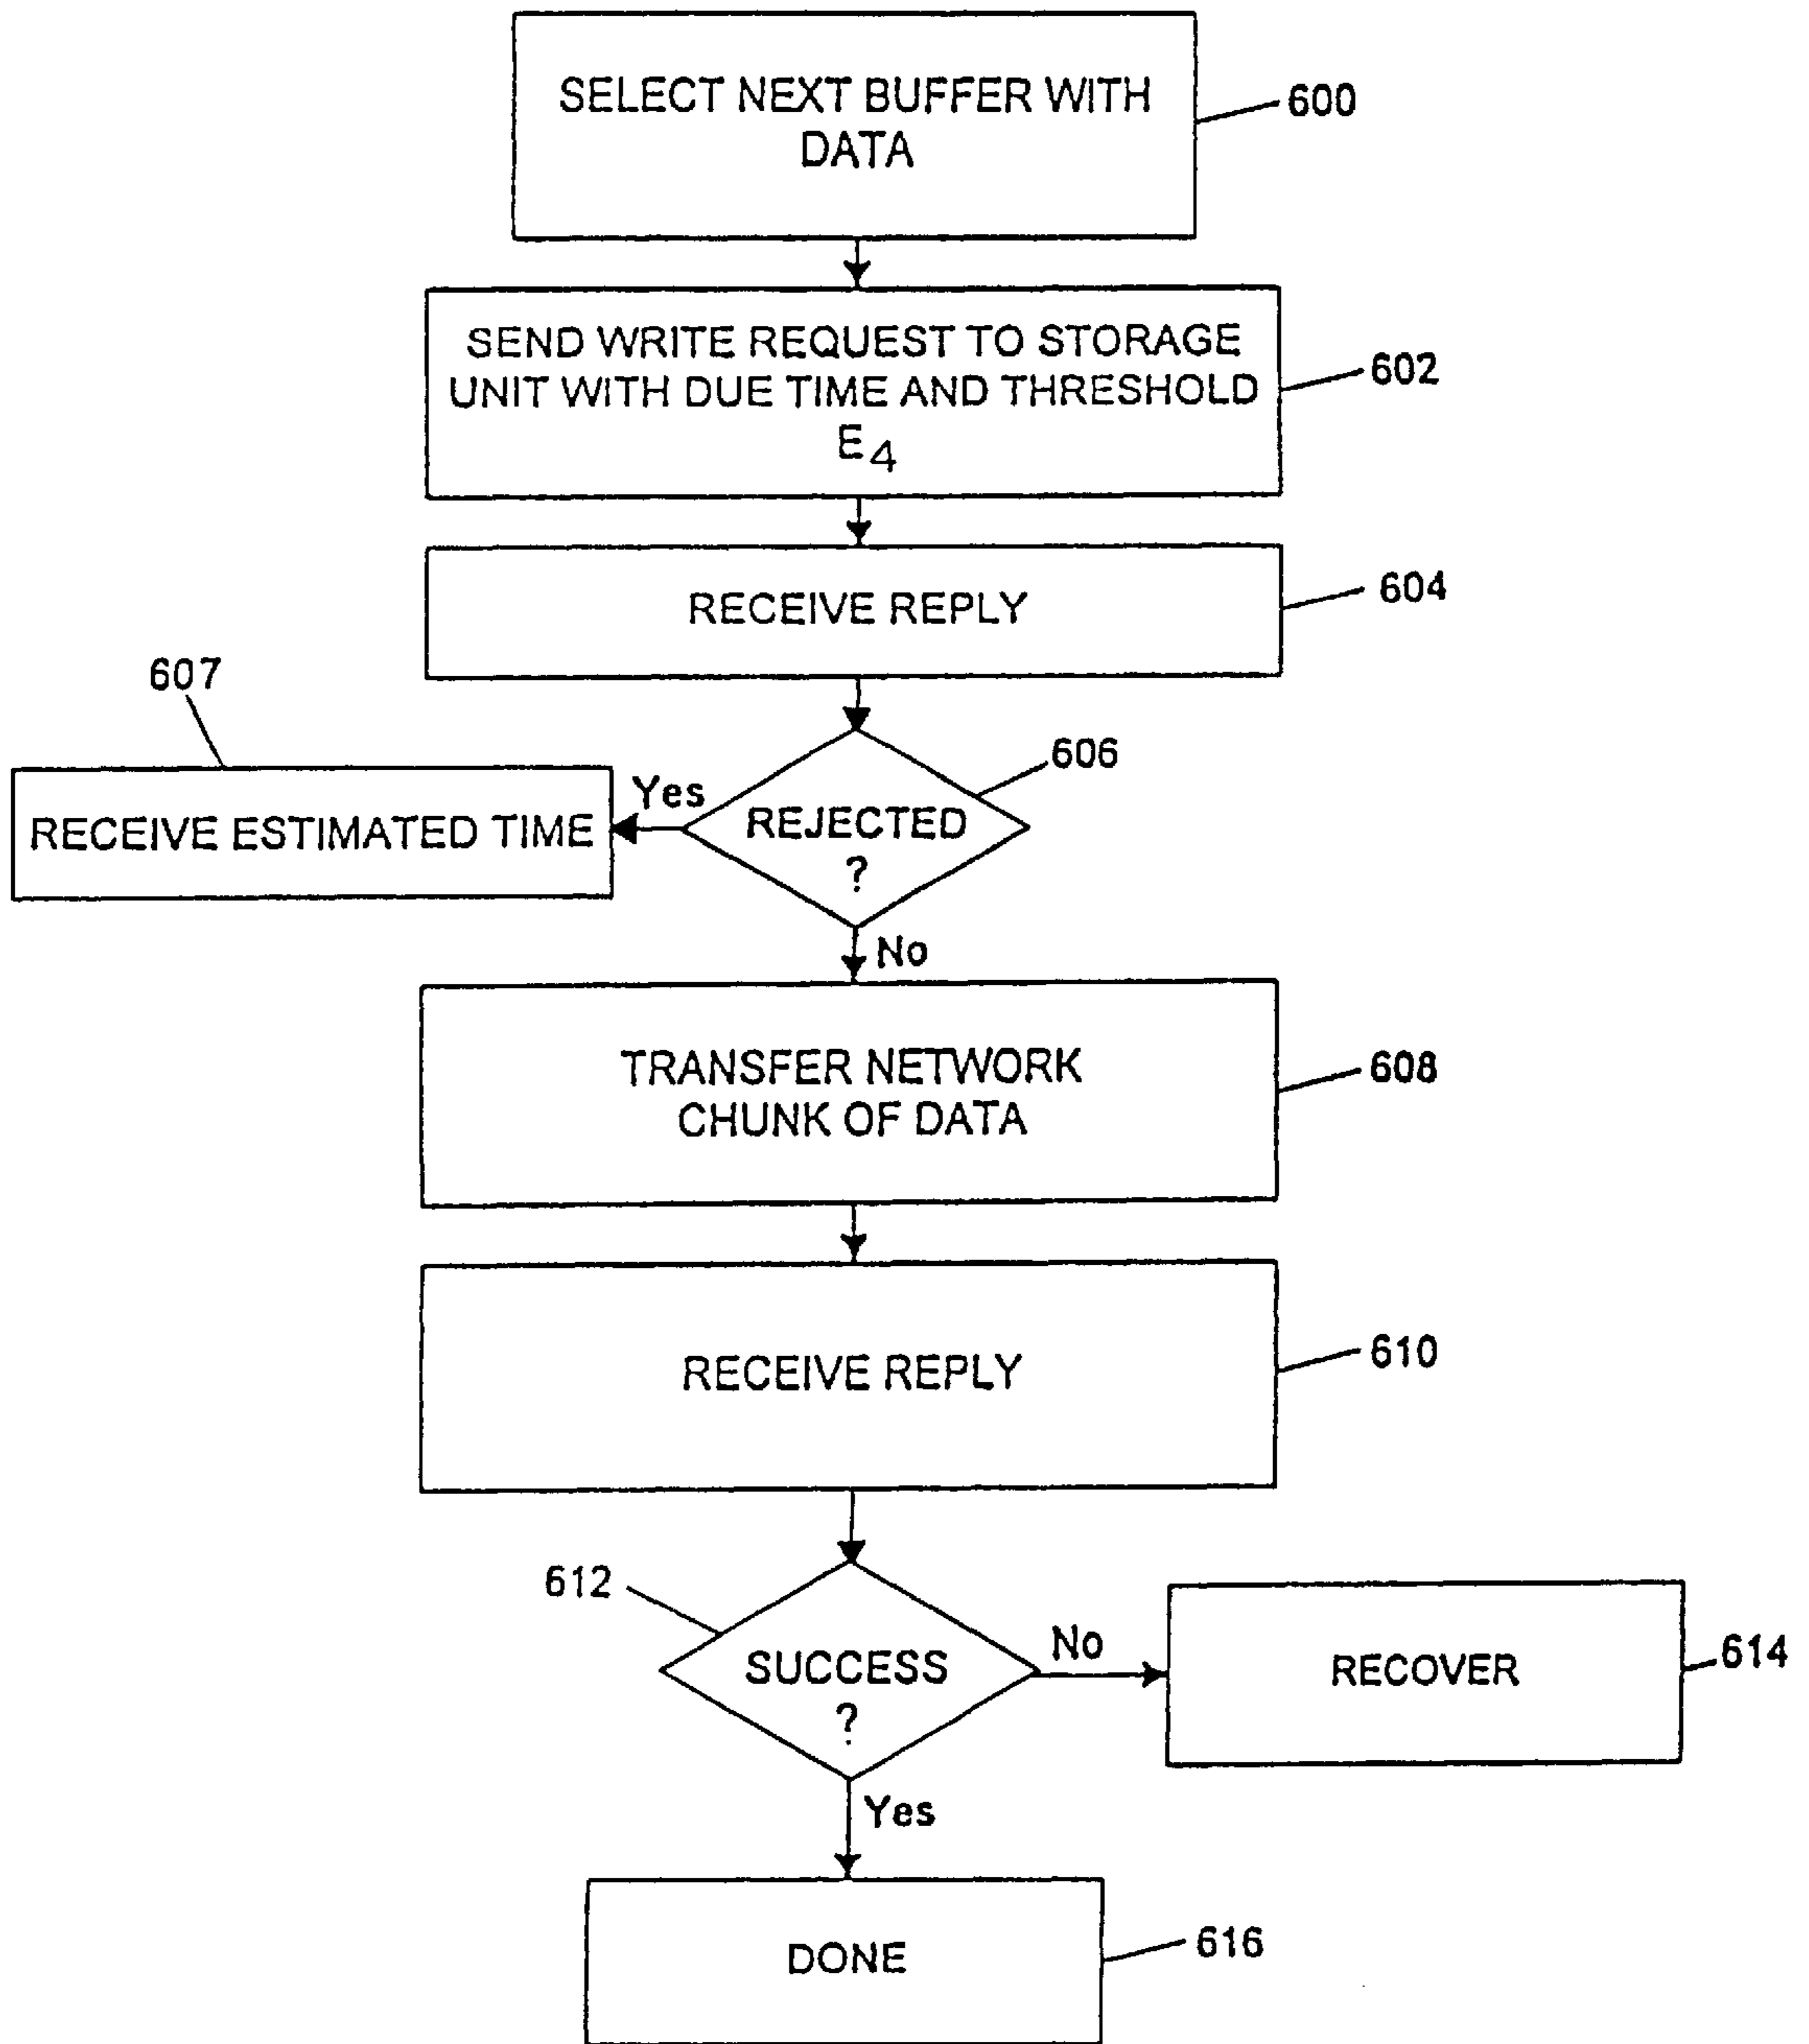 SELECT NEXT BUFFER WITH
DATA
600
SEND WRITE REQUEST TO STORAGE
UNIT WITH DUE TIME AND THRESHOLD
E4
602
RECEIVE REPLY
604
607
RECEIVE ESTIMATED TIME
Yes
REJECTED
?
606
No
TRANSFER NETWORK
CHUNK OF DATA
608
RECEIVE REPLY
610
612
SUCCESS
?
No
RECOVER
614
Yes
DONE
616